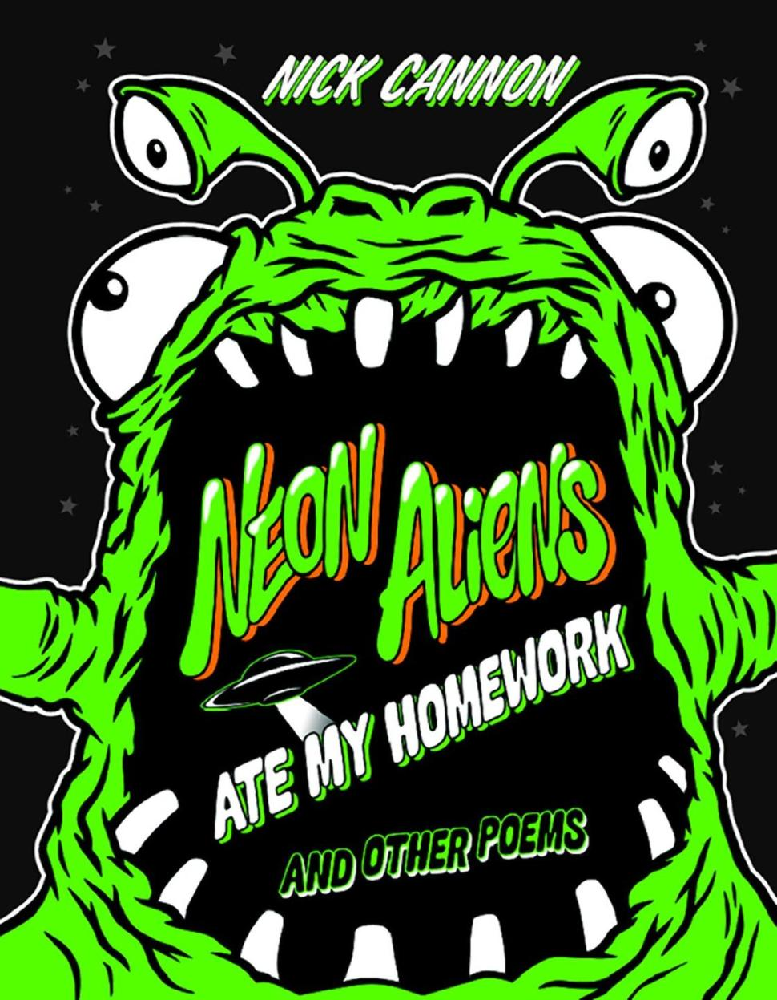 NICK CANNON
NEON ALiENS
ATE MY HOMEWORK
AND OTHER POEMS